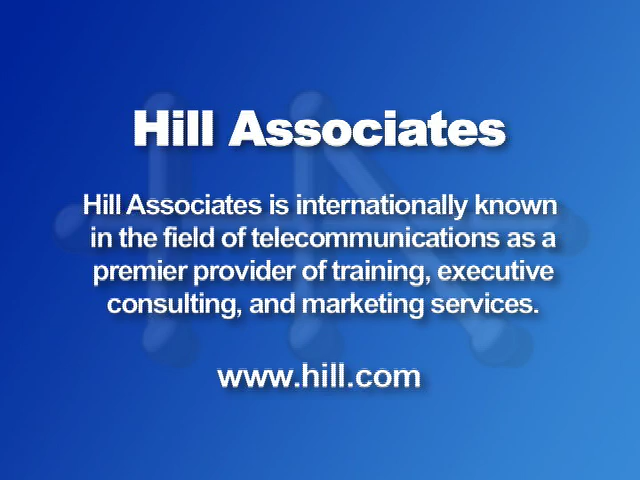 Hill Associates
Hill Associates is internationally known
in the field of telecommunications as a
premier provider of training, executive
consulting, and marketing services.
www.hill.com